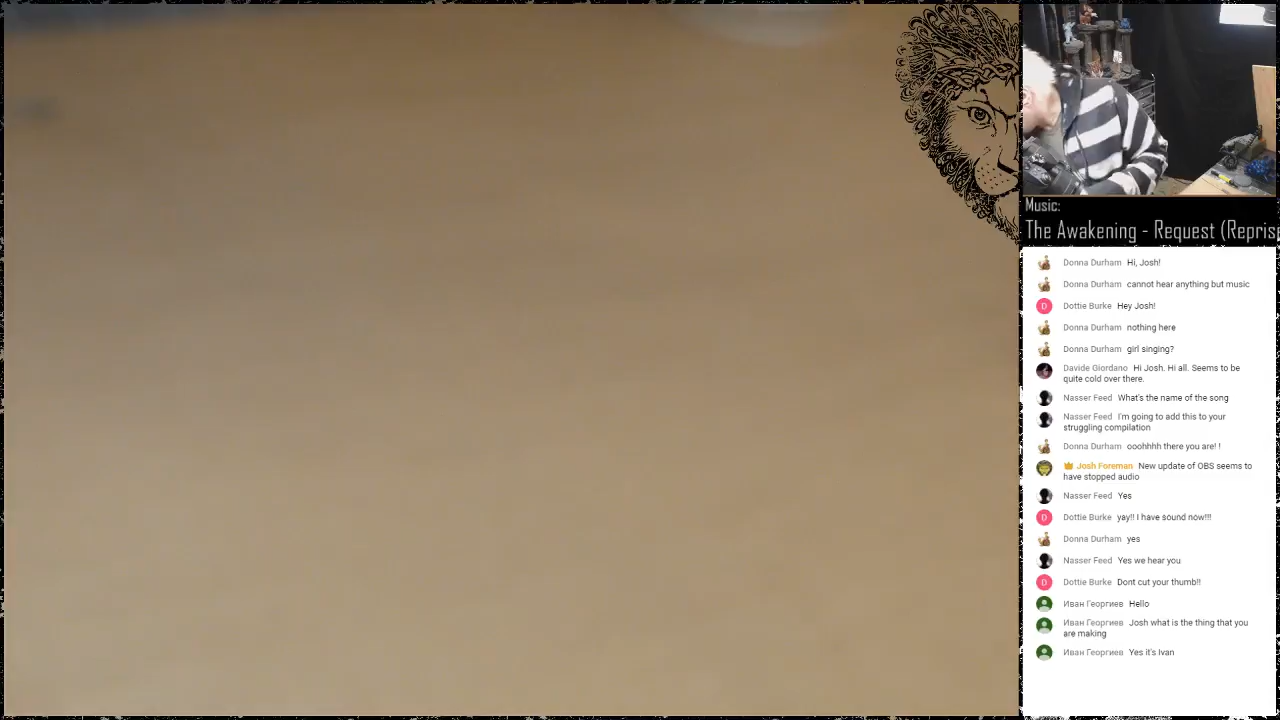 Music:
The Awakening - Request (Reprise
Donna Durham Hi, Josh!
Donna Durham cannot hear anything but music
Dottie Burke Hey Josh!
Donna Durham nothing here
Donna Durham girl singing?
Davide Giordano Hi Josh. Hi all. Seems to be
quite cold over there.
Nasser Feed What's the name of the song
Nasser Feed I'm going to add this to your
struggling compilation
Donna Durham ooohhhh there you are! !
Josh Foreman New update of OBS seems to
have stopped audio
Nasser Feed Yes
D Dottie Burke yay!! I have sound now!!!
Donna Durham yes
Nasser Feed Yes we hear you
D Dottie Burke Dont cut your thumb!!
Иван Георгиев Hello
Иван Георгиев Josh what is the thing that you
are making
Иван Георгиев Yes it's Ivan